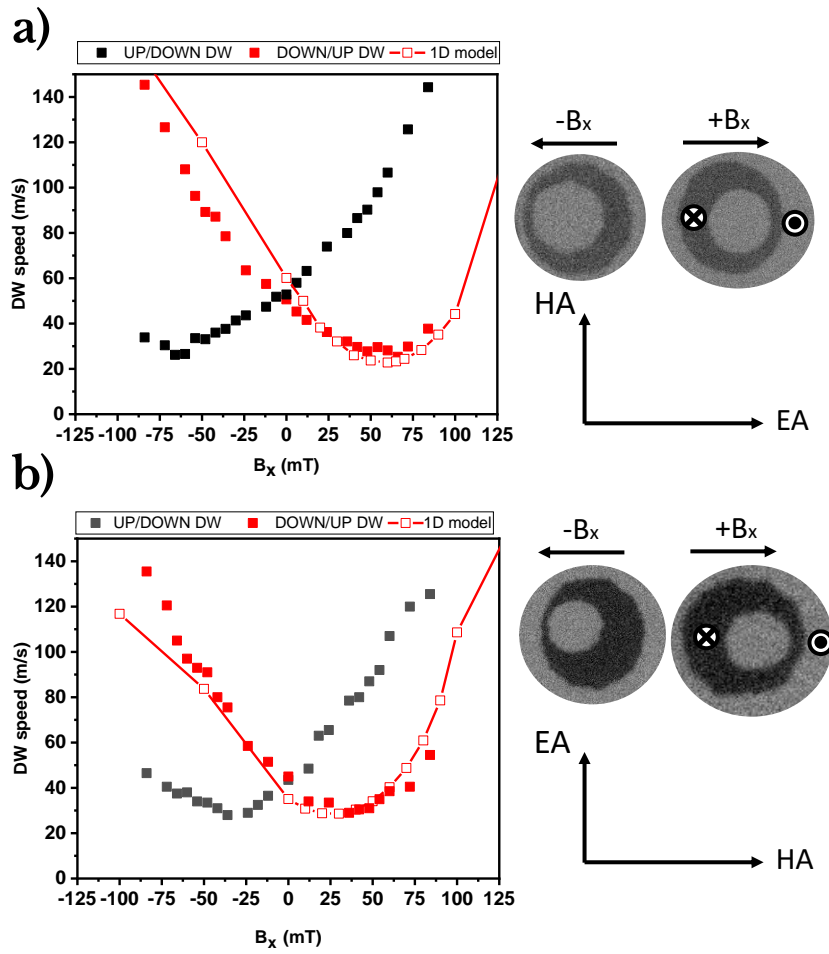 a)
UP/DOWN DW DOWN/UP DW 1D model
140
120
100
80
60
40
20
0
-125 -100 -75 -50 -25 0 25 50 75 100 125
DW speed (m/s)
Bx (mT)
-Bx +Bx
HA
EA
b)
UP/DOWN DW DOWN/UP DW 1D model
140
120
100
80
60
40
20
0
-125 -100 -75 -50 -25 0 25 50 75 100 125
DW speed (m/s)
Bx (mT)
-Bx +Bx
EA
HA